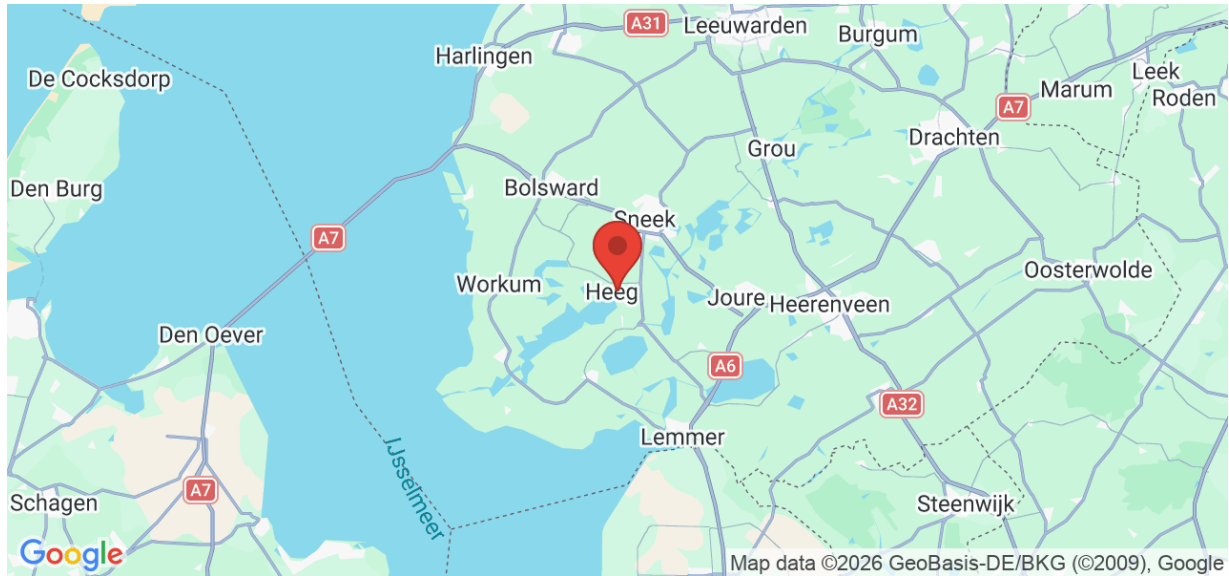 A31
Leeuwarden
Burgum
Harlingen
De Cocksdorp
Leek
Marum
Roden
A7
Drachten
Grou
Den Burg
Bolsward
Sneek
A7
Oosterwolde
Workum
Heeg
Joure
Heerenveen
Den Oever
A6
A32
Lemmer
IJsselmeer
A7
Schagen
Steenwijk
Google
Map data ©2026 GeoBasis-DE/BKG (©2009), Google